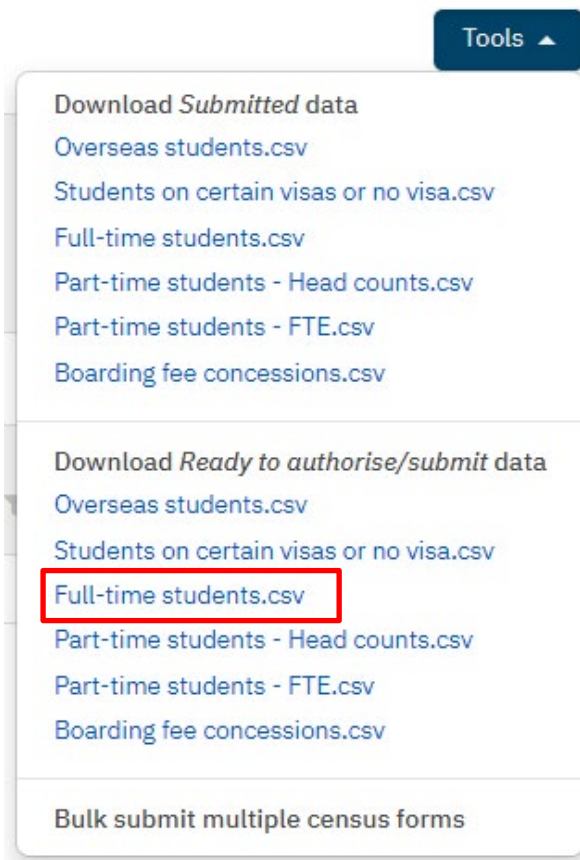 Tools
Download Submitted data
Overseas students.csv
Students on certain visas or no visa.csv
Full-time students.csv
Part-time students - Head counts.csv
Part-time students - FTE.csv
Boarding fee concessions.csv
Download Ready to authorise/submit data
Overseas students.csv
Students on certain visas or no visa.csv
Full-time students.csv
Part-time students - Head counts.csv
Part-time students - FTE.csv
Boarding fee concessions.csv
Bulk submit multiple census forms